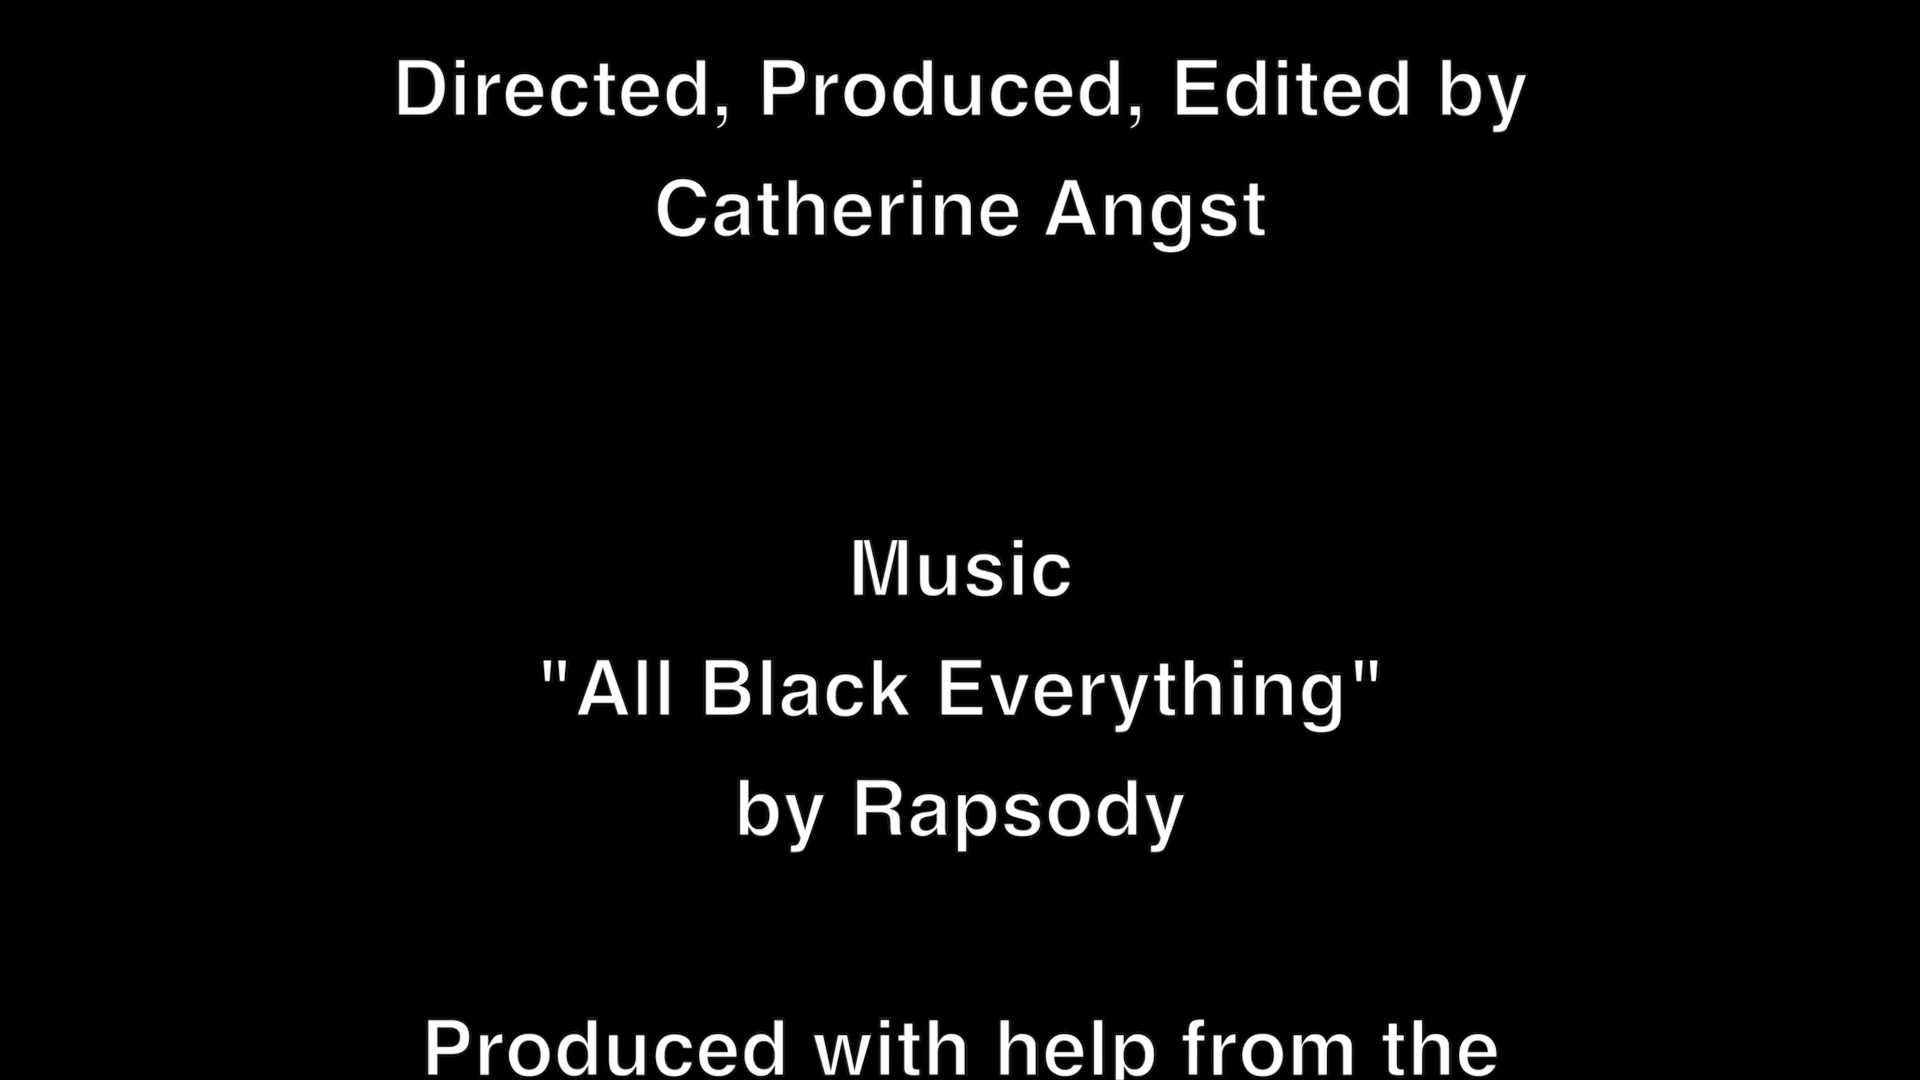 Directed, Produced, Edited by
Catherine Angst
Music
"All Black Everything"
by Rapsody
Produced with help from the